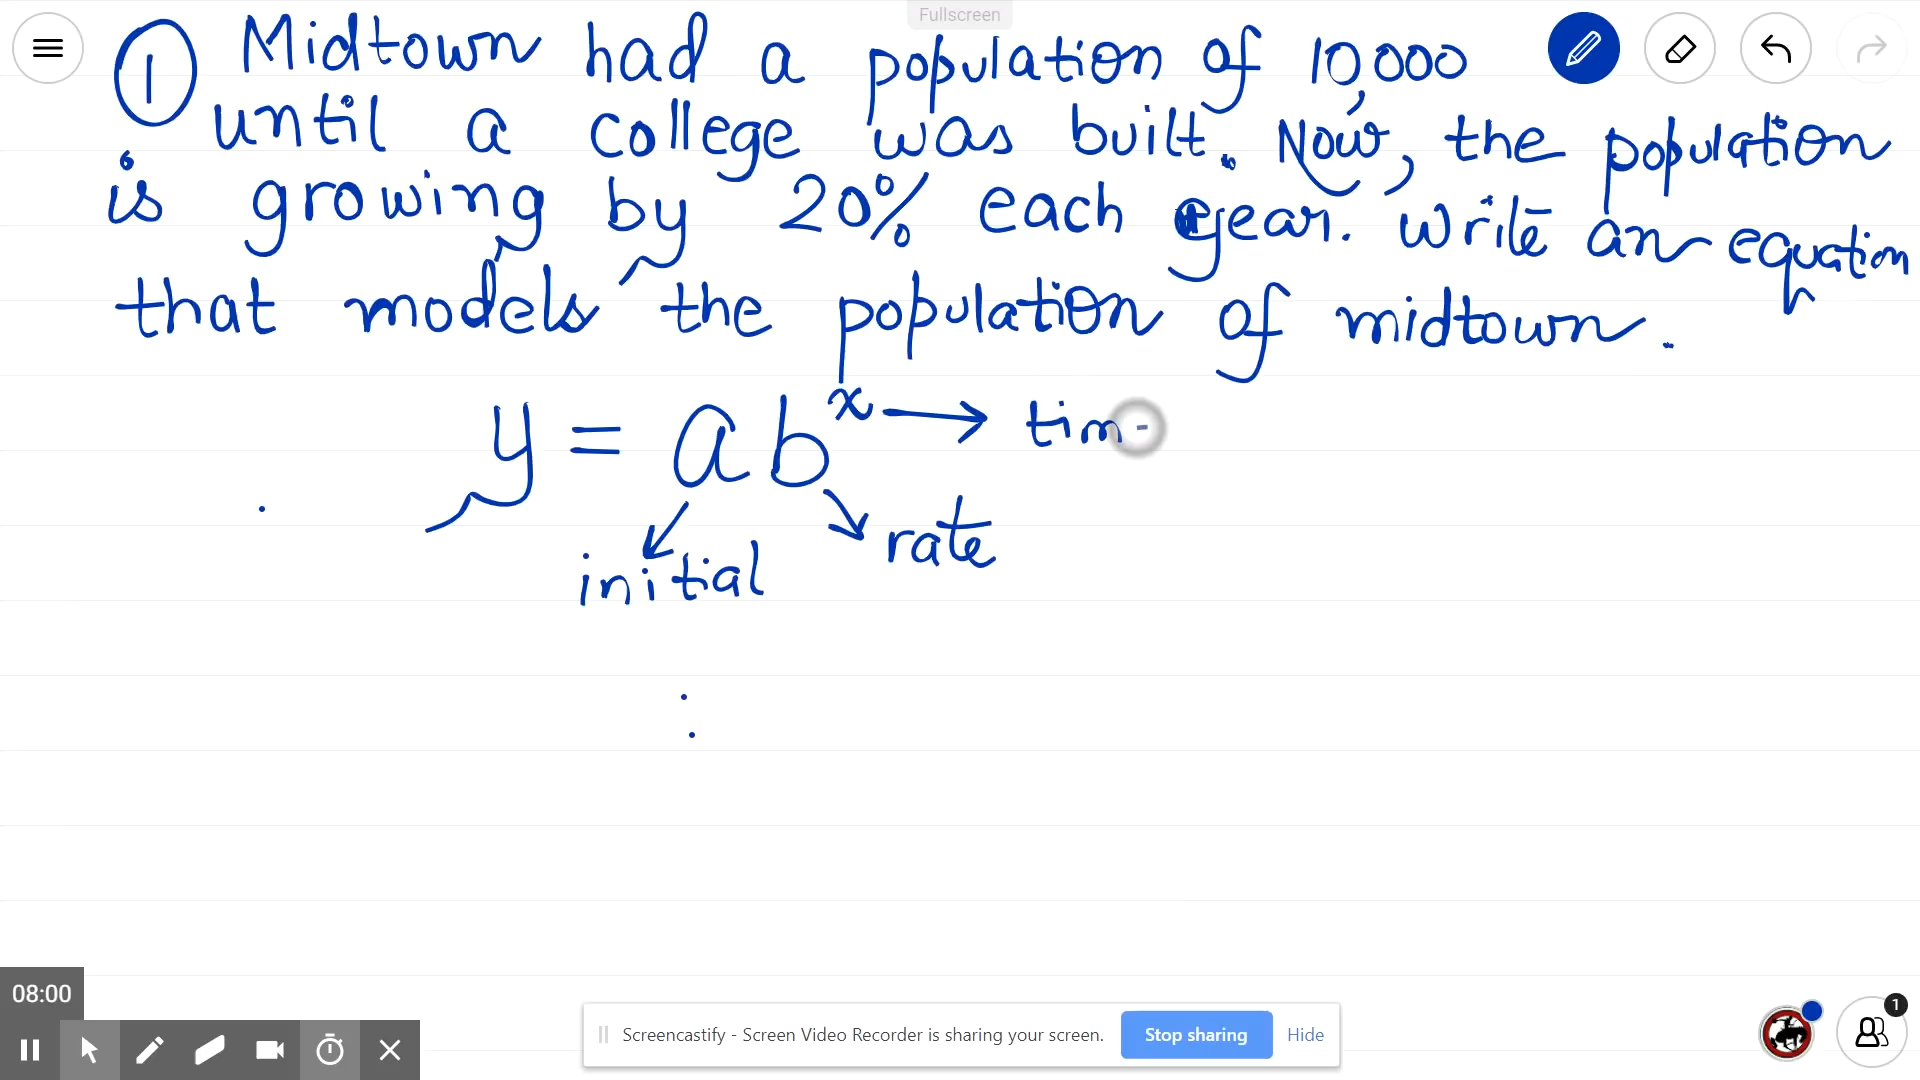 Fullscreen
① Midtown had a population of 10,000
until a college was built. Now, the population
is growing by 20% each year. Write an equation
that models the population of midtown.
y = ab^x → tim-
initial
rate
08:00
Screencastify - Screen Video Recorder is sharing your screen. Stop sharing Hide
1